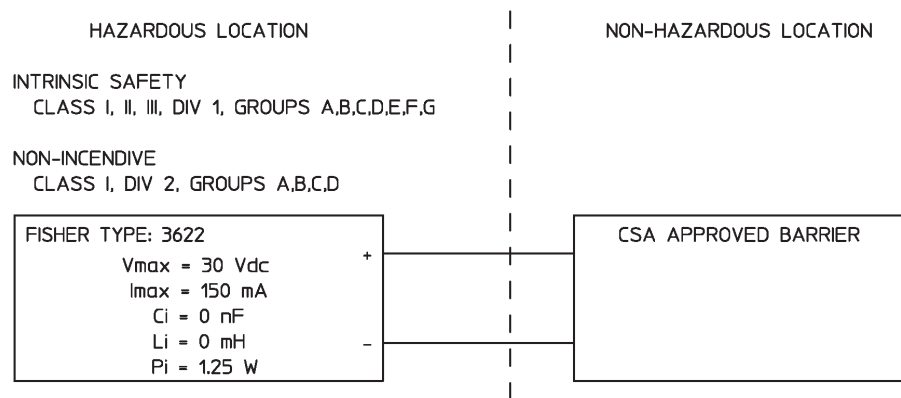 HAZARDOUS LOCATION
NON-HAZARDOUS LOCATION
INTRINSIC SAFETY
CLASS I, II, III, DIV 1, GROUPS A,B,C,D,E,F,G
NON-INCENDIVE
CLASS I, DIV 2, GROUPS A,B,C,D
FISHER TYPE: 3622
+
Vmax = 30 Vdc
Imax = 150 mA
Ci = 0 nF
Li = 0 mH
-
Pi = 1.25 W
CSA APPROVED BARRIER